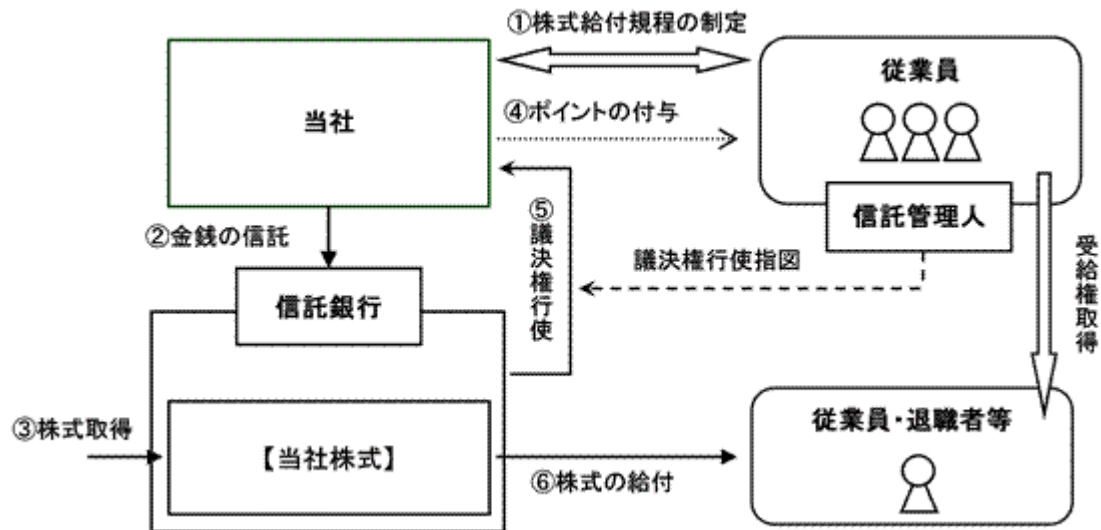 ①株式給付規程の制定
従業員
当社
④ポイントの付与
信託管理人
②金銭の信託
⑤議決権行使
議決権行使指図
受給権取得
信託銀行
③株式取得
【当社株式】
従業員・退職者等
⑥株式の給付